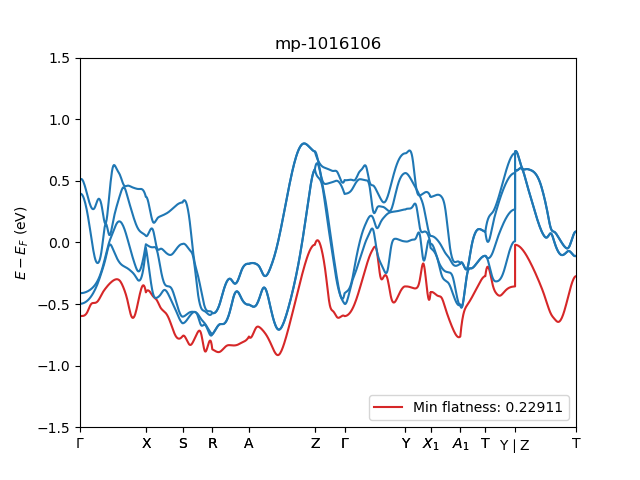 mp-1016106
1.5
1.0
0.5
0.0
−0.5
−1.0
−1.5
E − E_F (eV)
Min flatness: 0.22911
Γ X S R A Z Γ Y X₁ A₁ T Y | Z T